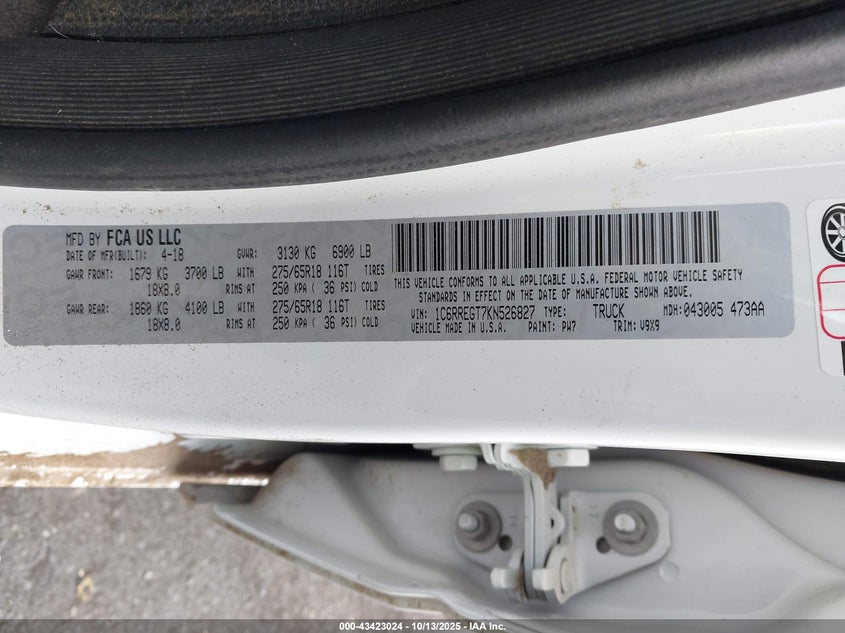 MFD BY FCA US LLC
DATE OF MFR(BUILT): 4-18 GVWR: 3130 KG 6900 LB
GAWR FRONT: 1679 KG 3700 LB WITH 275/65R18 116T TIRES
18X8.0 RIMS AT 250 KPA ( 36 PSI) COLD
GAWR REAR: 1860 KG 4100 LB WITH 275/65R18 116T TIRES
18X8.0 RIMS AT 250 KPA ( 36 PSI) COLD
THIS VEHICLE CONFORMS TO ALL APPLICABLE U.S.A. FEDERAL MOTOR VEHICLE SAFETY
STANDARDS IN EFFECT ON THE DATE OF MANUFACTURE SHOWN ABOVE.
VIN: 1C6RREGT7KN526827 TYPE: TRUCK MDH: 043005 473AA
VEHICLE MADE IN U.S.A. PAINT: PW7 TRIM: V9X9
000-43423024 - 10/13/2025 - IAA Inc.